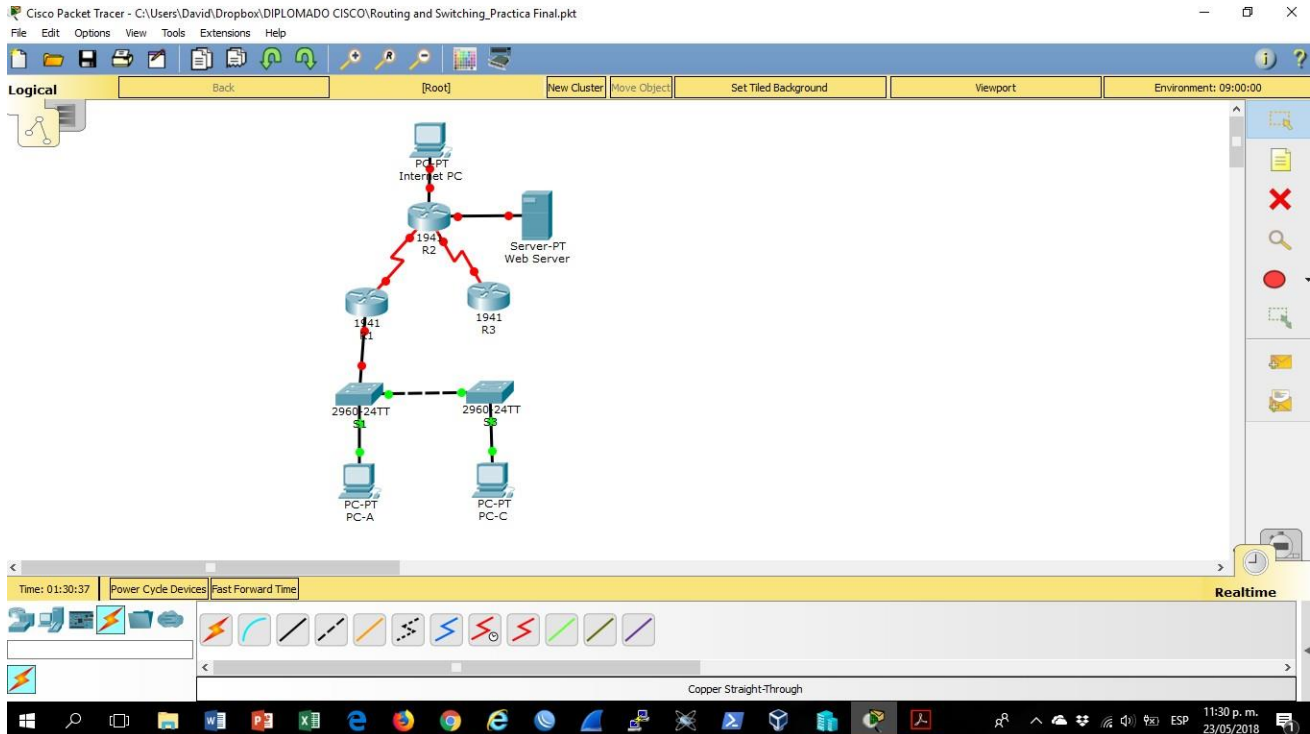 Cisco Packet Tracer - C:\Users\David\Dropbox\DIPLOMADO CISCO\Routing and Switching_Practica Final.pkt
File Edit Options View Tools Extensions Help
Logical Back [Root] New Cluster Move Object Set Tiled Background Viewport Environment: 09:00:00
PC-PT
Internet PC
1941
R2
Server-PT
Web Server
1941
R1
1941
R3
2960-24TT
S1
2960-24TT
S3
PC-PT
PC-A
PC-PT
PC-C
Time: 01:30:37 Power Cycle Devices Fast Forward Time Realtime
Copper Straight-Through
ESP
11:30 p. m.
23/05/2018